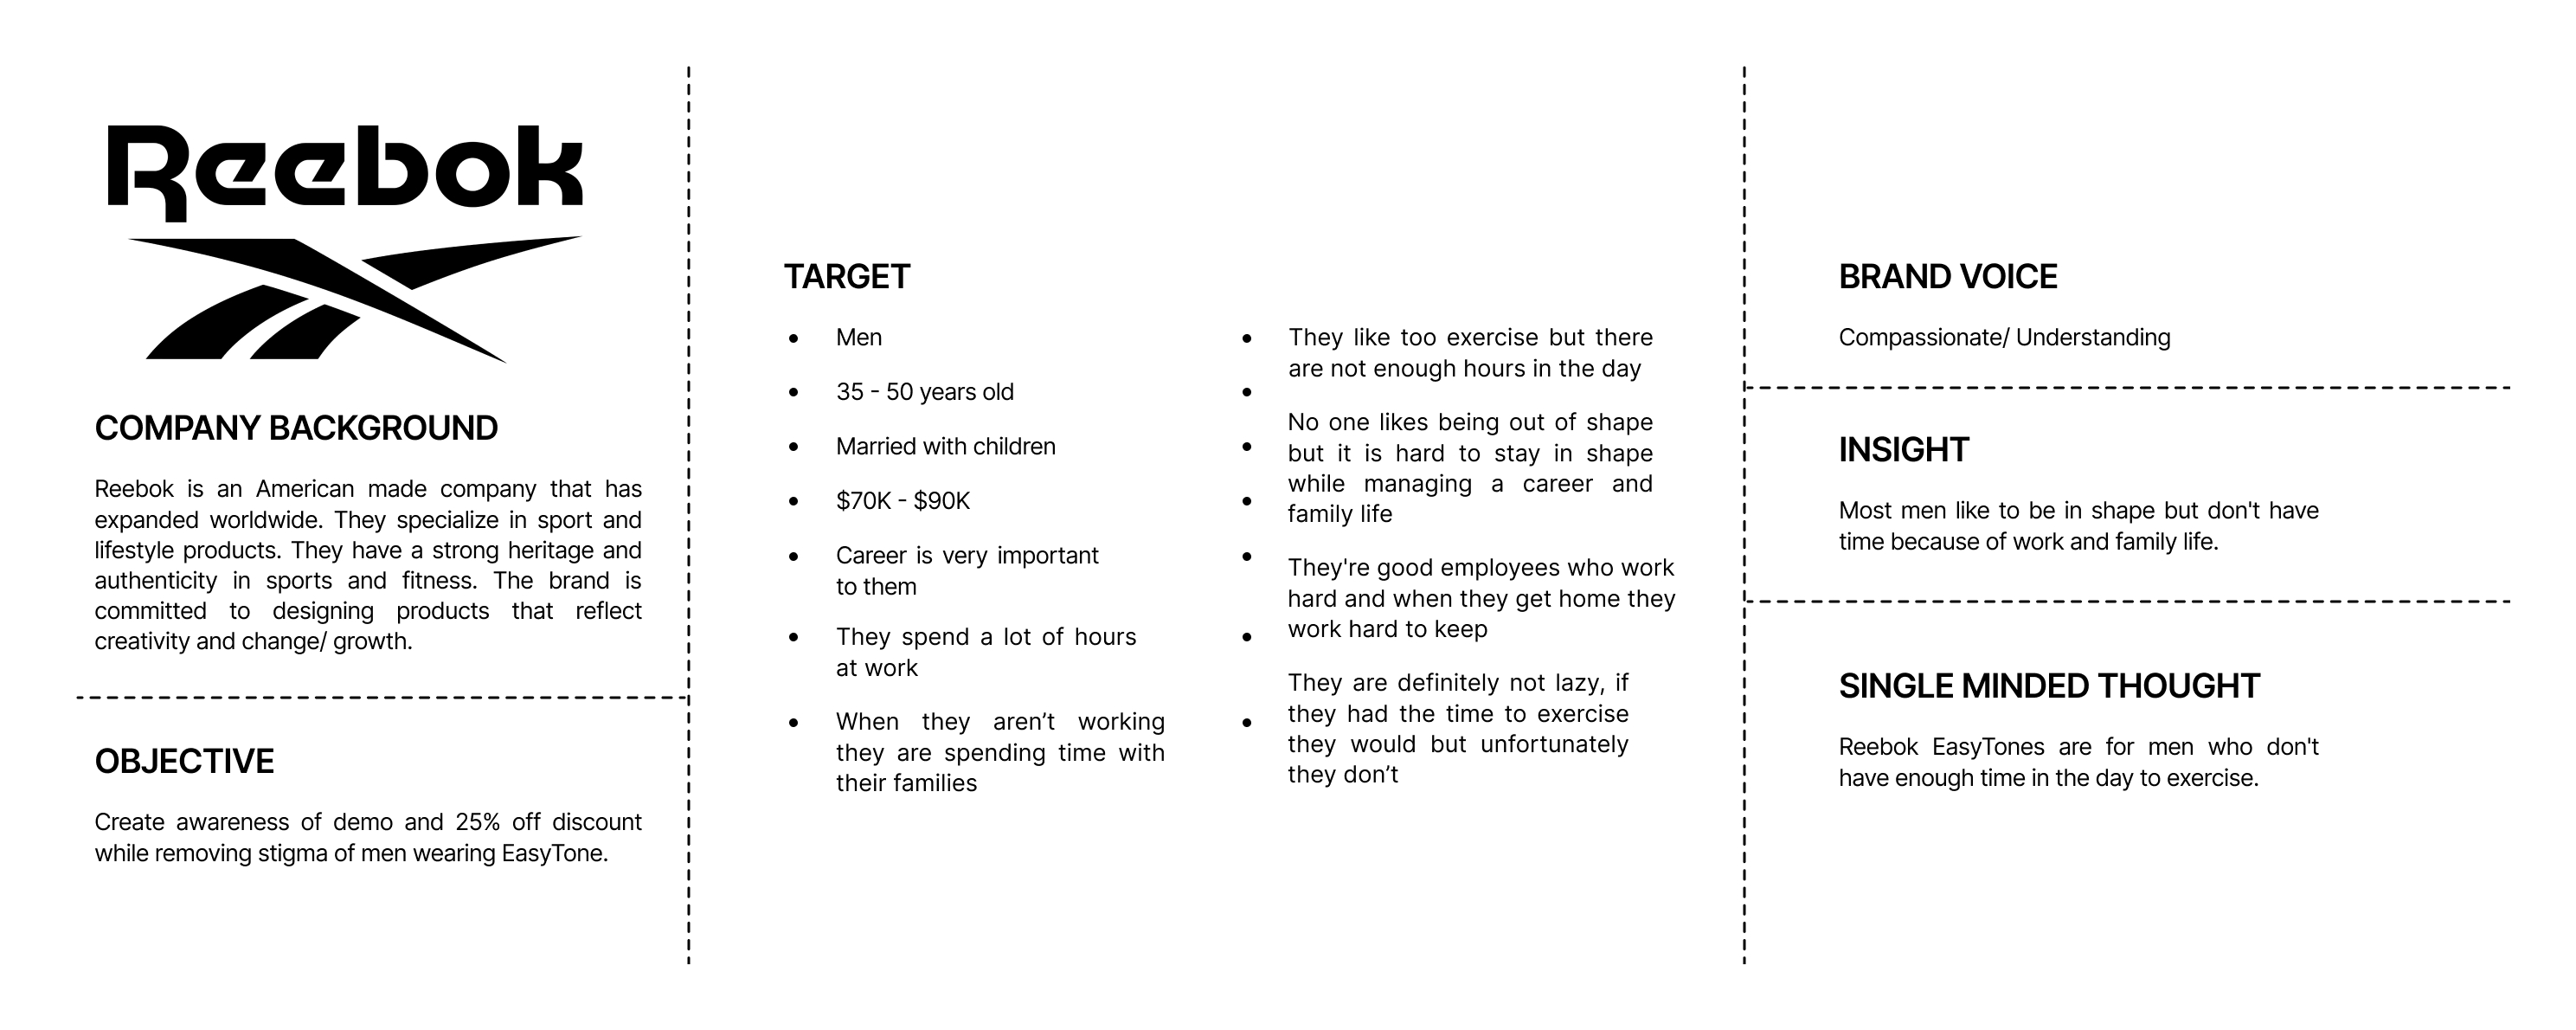 Reebok
COMPANY BACKGROUND
Reebok is an American made company that has
expanded worldwide. They specialize in sport and
lifestyle products. They have a strong heritage and
authenticity in sports and fitness. The brand is
committed to designing products that reflect
creativity and change/ growth.
OBJECTIVE
Create awareness of demo and 25% off discount
while removing stigma of men wearing EasyTone.
TARGET
• Men
• 35 - 50 years old
• Married with children
• $70K - $90K
• Career is very important
to them
• They spend a lot of hours
at work
• When they aren’t working
they are spending time with
their families
• They like too exercise but there
are not enough hours in the day
No one likes being out of shape
but it is hard to stay in shape
while managing a career and
family life
They're good employees who work
hard and when they get home they
work hard to keep
They are definitely not lazy, if
they had the time to exercise
they would but unfortunately
they don’t
BRAND VOICE
Compassionate/ Understanding
INSIGHT
Most men like to be in shape but don't have
time because of work and family life.
SINGLE MINDED THOUGHT
Reebok EasyTones are for men who don't
have enough time in the day to exercise.